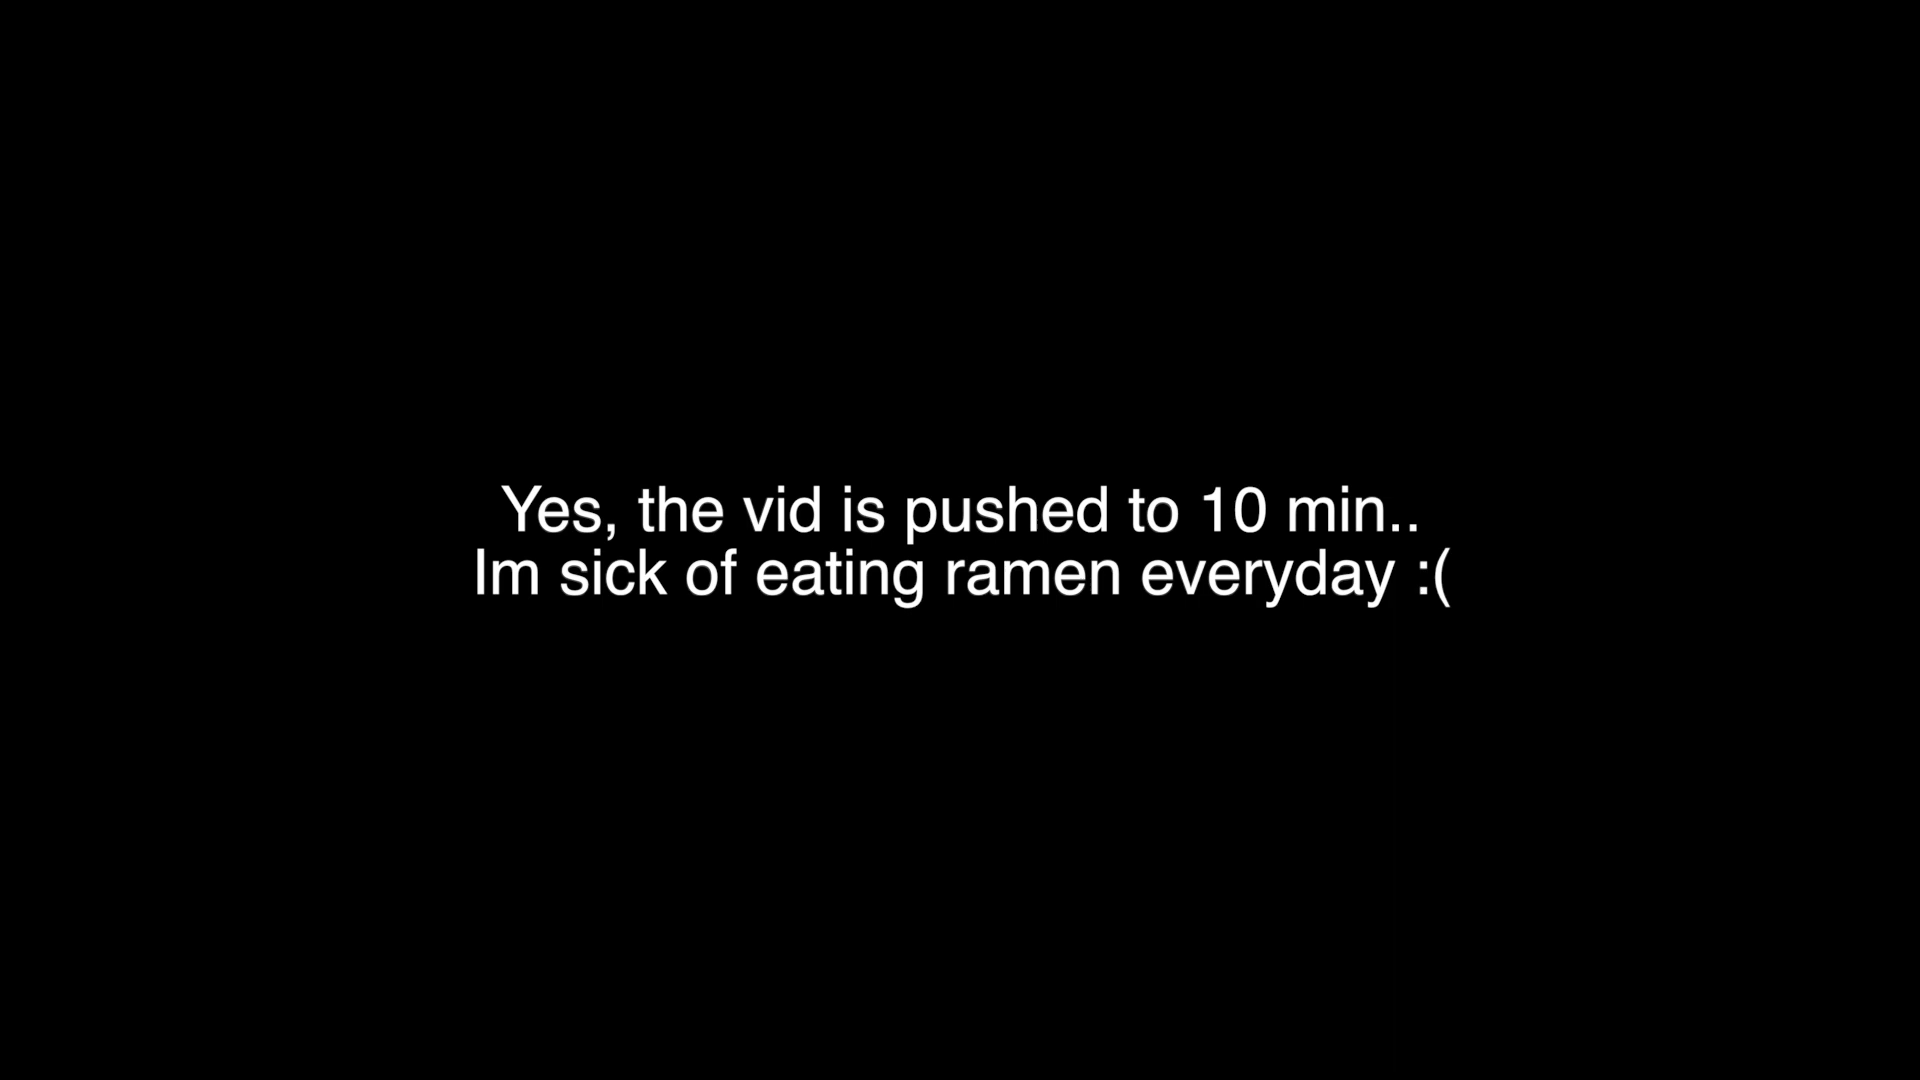 Yes, the vid is pushed to 10 min..
Im sick of eating ramen everyday :(